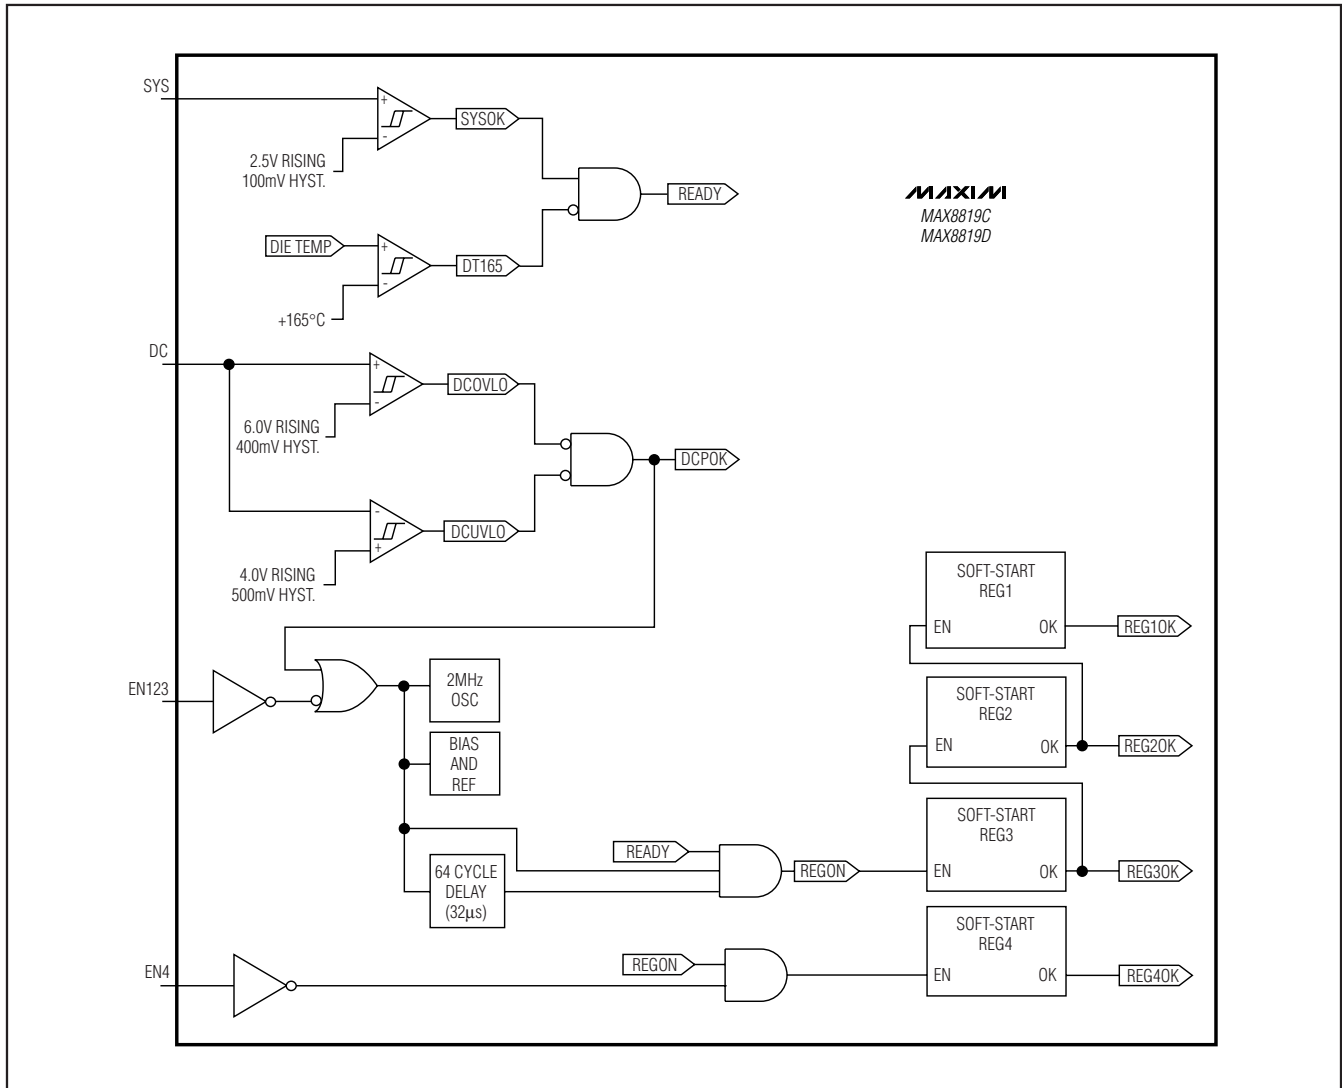 SYS
+
-
2.5V RISING
100mV HYST.
SYSOK
READY
MAXIM
MAX8819C
MAX8819D
DIE TEMP
+
-
+165°C
DT165
DC
+
-
6.0V RISING
400mV HYST.
DCOVLO
DCPOK
-
+
4.0V RISING
500mV HYST.
DCUVLO
EN123
2MHz
OSC
BIAS
AND
REF
64 CYCLE
DELAY
(32μs)
READY
REGON
SOFT-START
REG1
EN
OK
REG1OK
SOFT-START
REG2
EN
OK
REG2OK
SOFT-START
REG3
EN
OK
REG3OK
EN4
REGON
SOFT-START
REG4
EN
OK
REG4OK